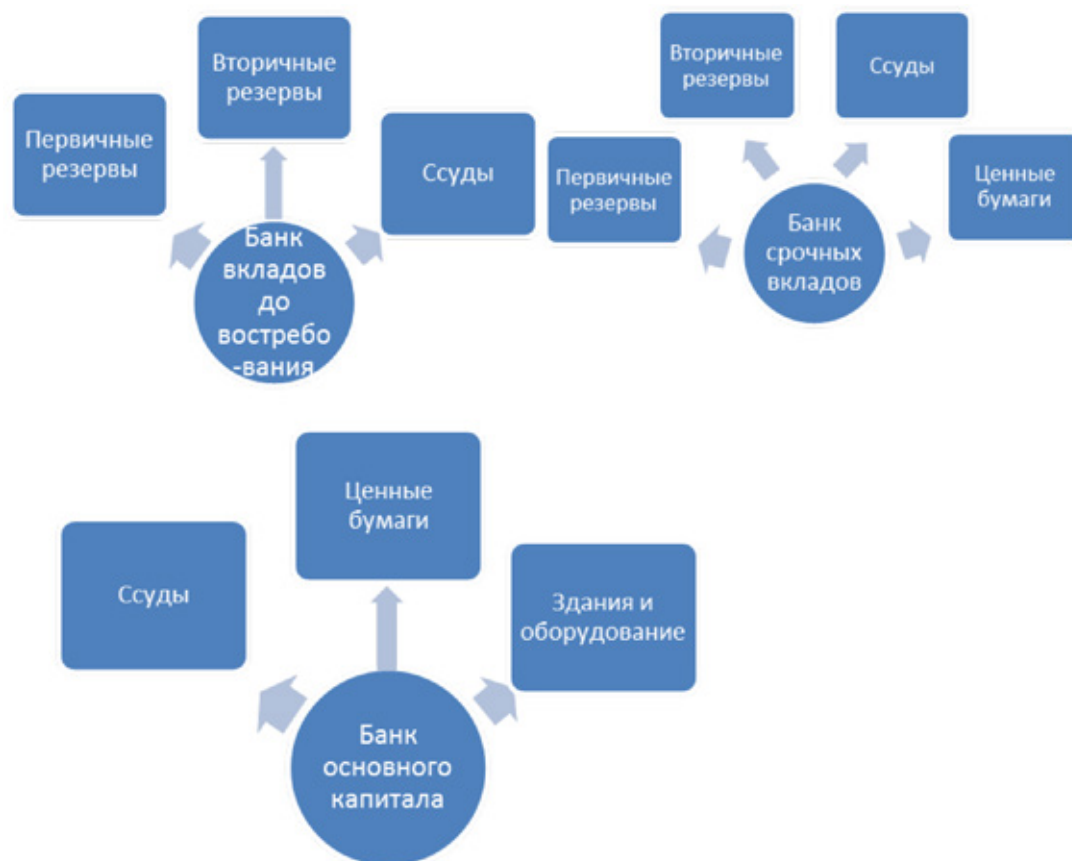 Первичные
резервы
Вторичные
резервы
Ссуды
Банк
вкладов
до
востребо
-вания
Первичные
резервы
Вторичные
резервы
Ссуды
Ценные
бумаги
Банк
срочных
вкладов
Ссуды
Ценные
бумаги
Здания и
оборудование
Банк
основного
капитала